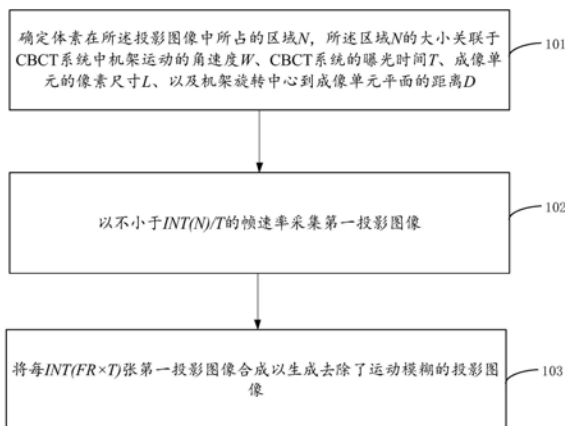 确定体素在所述投影图像中所占的区域N，所述区域N的大小关联于
CBCT系统中机架运动的角速度W、CBCT系统的曝光时间T、成像单
元的像素尺寸L、以及机架旋转中心到成像单元平面的距离D
101
以不小于INT(N)/T的帧速率采集第一投影图像
102
将每INT(FR×T)张第一投影图像合成以生成去除了运动模糊的投影图
像
103